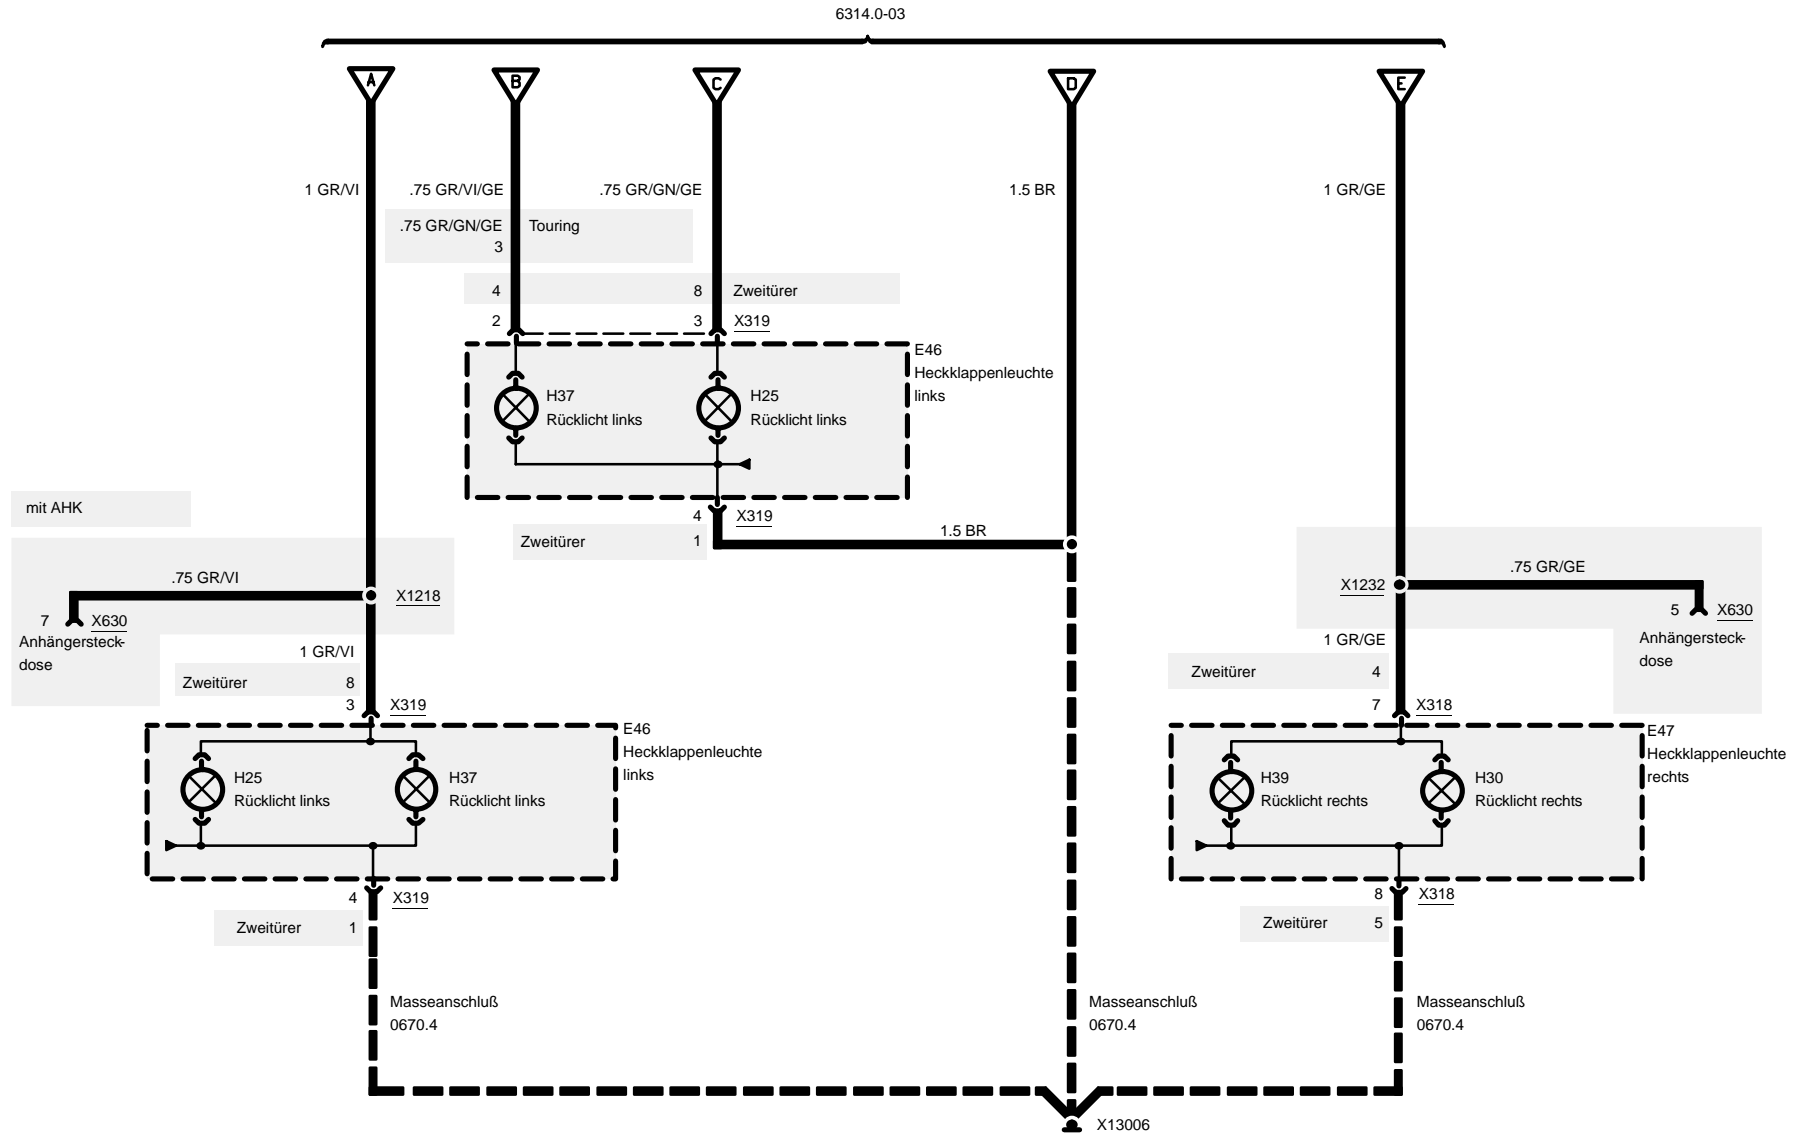 6314.0-03
A
B
C
D
E
1 GR/VI
.75 GR/VI/GE
.75 GR/GN/GE
1.5 BR
1 GR/GE
.75 GR/GN/GE
Touring
3
4
8
Zweitürer
2
3
X319
E46
Heckklappenleuchte
links
H37
Rücklicht links
H25
Rücklicht links
mit AHK
4
X319
Zweitürer
1
1.5 BR
.75 GR/VI
X1218
7
X630
Anhängersteck-
dose
X1232
.75 GR/GE
5
X630
Anhängersteck-
dose
1 GR/VI
Zweitürer
8
3
X319
1 GR/GE
Zweitürer
4
7
X318
E46
Heckklappenleuchte
links
H25
Rücklicht links
H37
Rücklicht links
E47
Heckklappenleuchte
rechts
H39
Rücklicht rechts
H30
Rücklicht rechts
4
X319
Zweitürer
1
8
X318
Zweitürer
5
Masseanschluß
0670.4
Masseanschluß
0670.4
Masseanschluß
0670.4
X13006